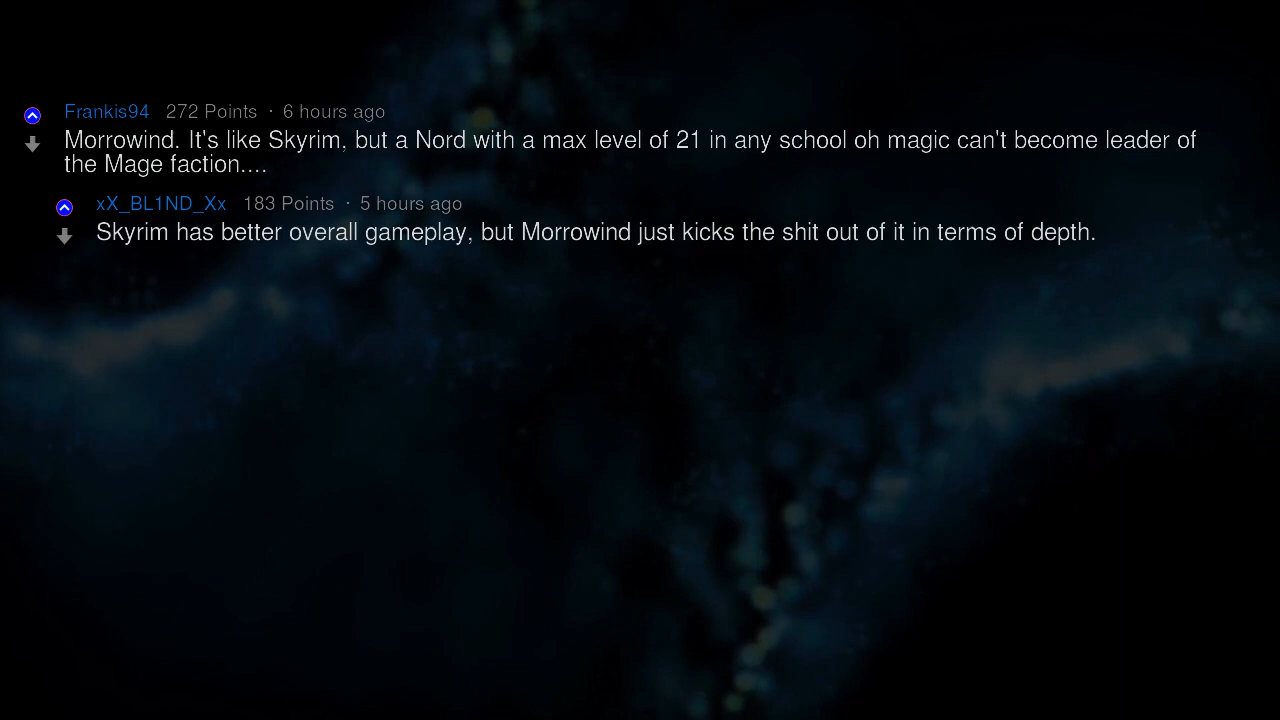 Frankis94 272 Points · 6 hours ago
Morrowind. It's like Skyrim, but a Nord with a max level of 21 in any school oh magic can't become leader of
the Mage faction....
xX_BL1ND_Xx 183 Points · 5 hours ago
Skyrim has better overall gameplay, but Morrowind just kicks the shit out of it in terms of depth.